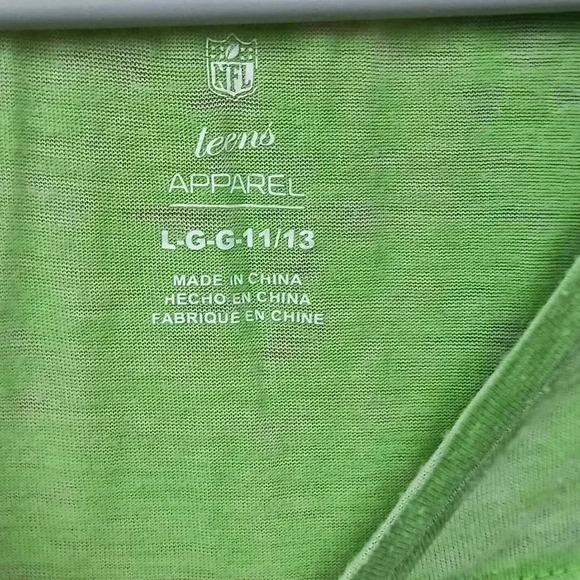 NFL
teens
APPAREL
L-G-G-11/13
MADE IN CHINA
HECHO EN CHINA
FABRIQUE EN CHINE